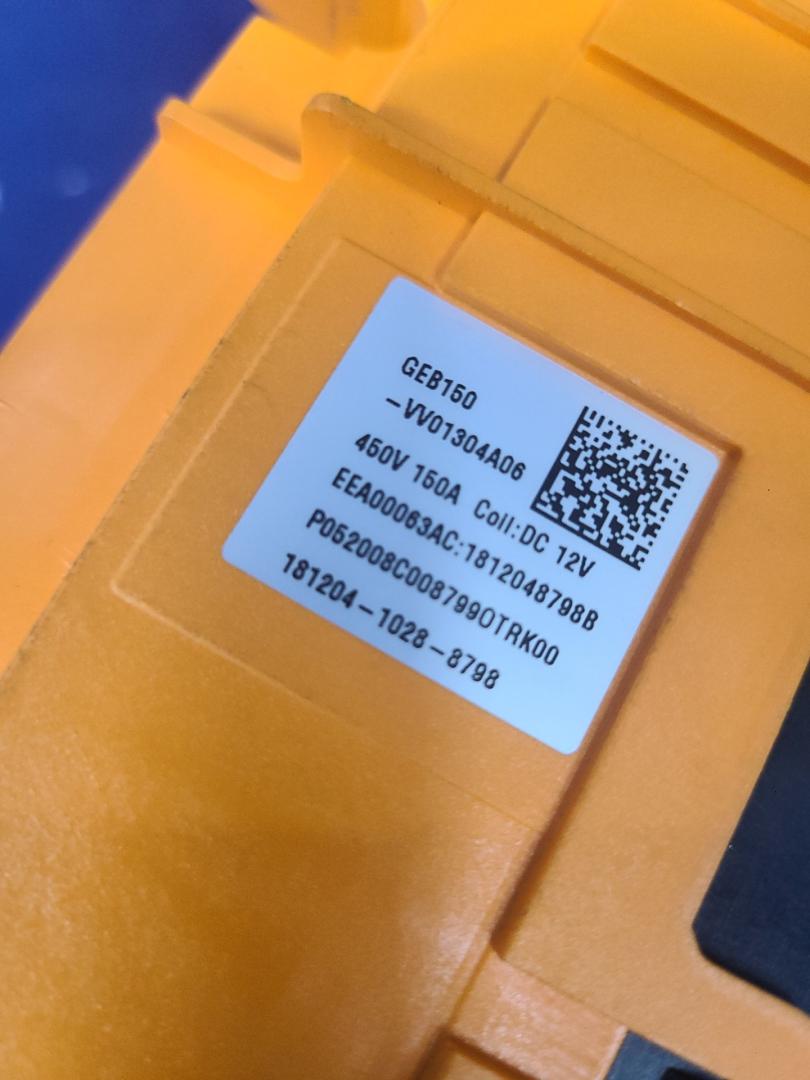 GEB150
-VV01304A06
450V 150A Coil:DC 12V
EEA00063AC:1812048798B
P052008C008799OTRK00
181204-1028-8798